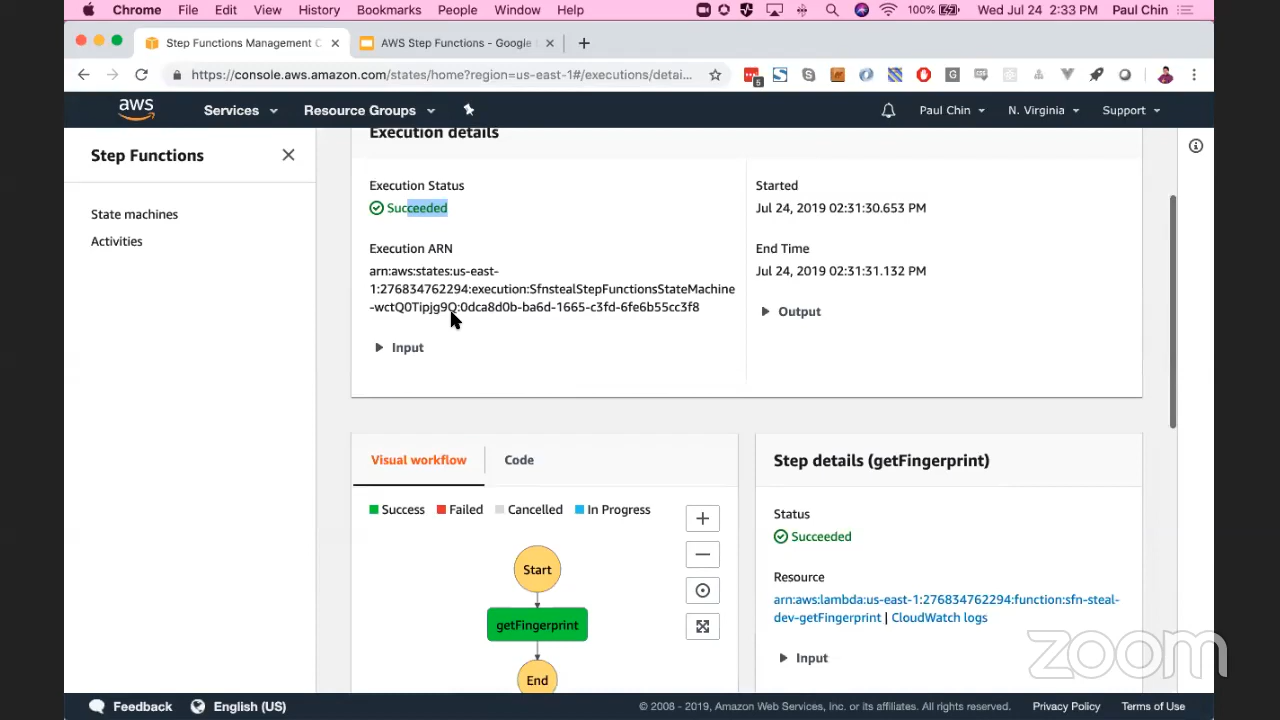 Chrome File Edit View History Bookmarks People Window Help 100% Wed Jul 24 2:33 PM Paul Chin
Step Functions Management C AWS Step Functions - Google
https://console.aws.amazon.com/states/home?region=us-east-1#/executions/detai... 5
aws Services Resource Groups Paul Chin N. Virginia Support
Step Functions
State machines
Activities
Execution details
Execution Status
Succeeded
Execution ARN
arn:aws:states:us-east-
1:276834762294:execution:SfnstealStepFunctionsStateMachine
-wctQ0Tipjg9Q:0dca8d0b-ba6d-1665-c3fd-6fe6b55cc3f8
Input
Started
Jul 24, 2019 02:31:30.653 PM
End Time
Jul 24, 2019 02:31:31.132 PM
Output
Visual workflow Code
Success Failed Cancelled In Progress
Start
getFingerprint
End
Step details (getFingerprint)
Status
Succeeded
Resource
arn:aws:lambda:us-east-1:276834762294:function:sfn-steal-
dev-getFingerprint | CloudWatch logs
Input
zoom
Feedback English (US) © 2008 - 2019, Amazon Web Services, Inc. or its affiliates. All rights reserved. Privacy Policy Terms of Use